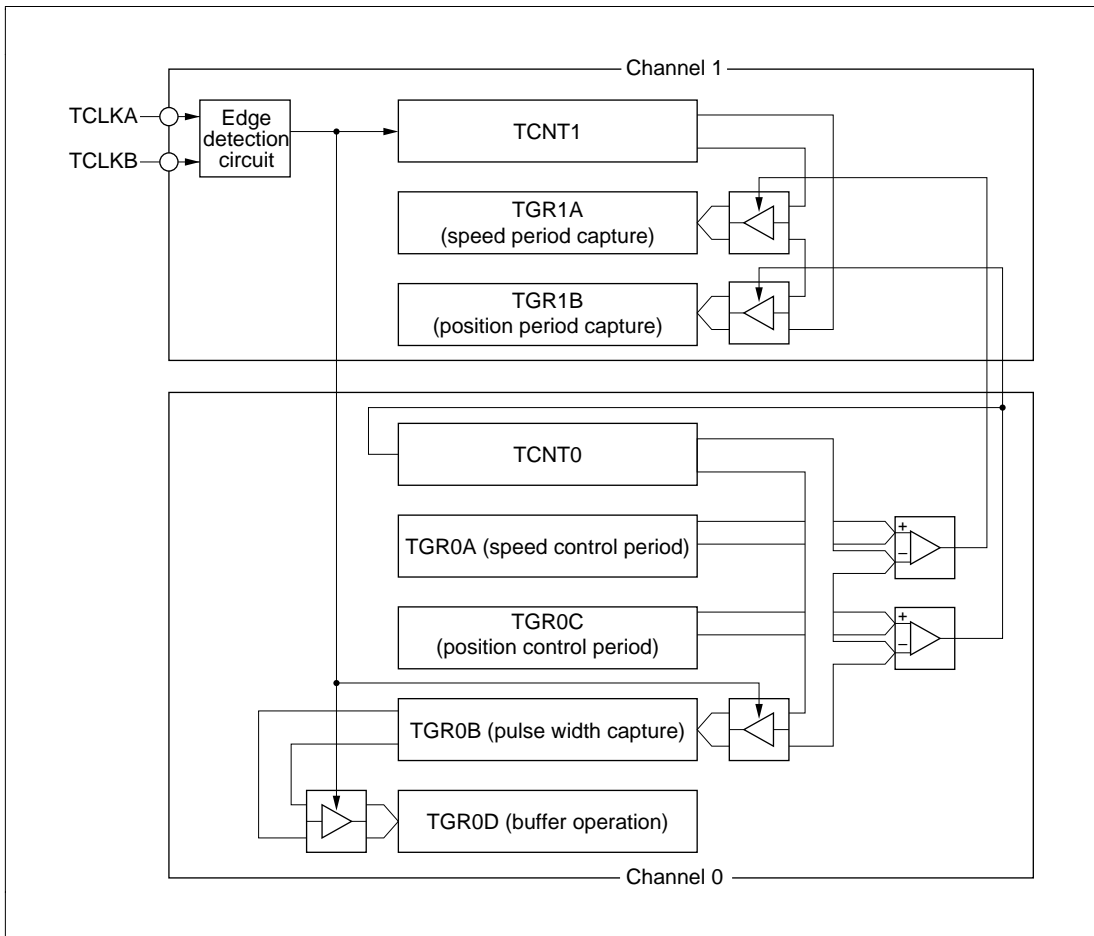 Channel 1
TCLKA
TCLKB
Edge
detection
circuit
TCNT1
TGR1A
(speed period capture)
TGR1B
(position period capture)
TCNT0
TGR0A (speed control period)
+
−
TGR0C
(position control period)
+
−
TGR0B (pulse width capture)
TGR0D (buffer operation)
Channel 0